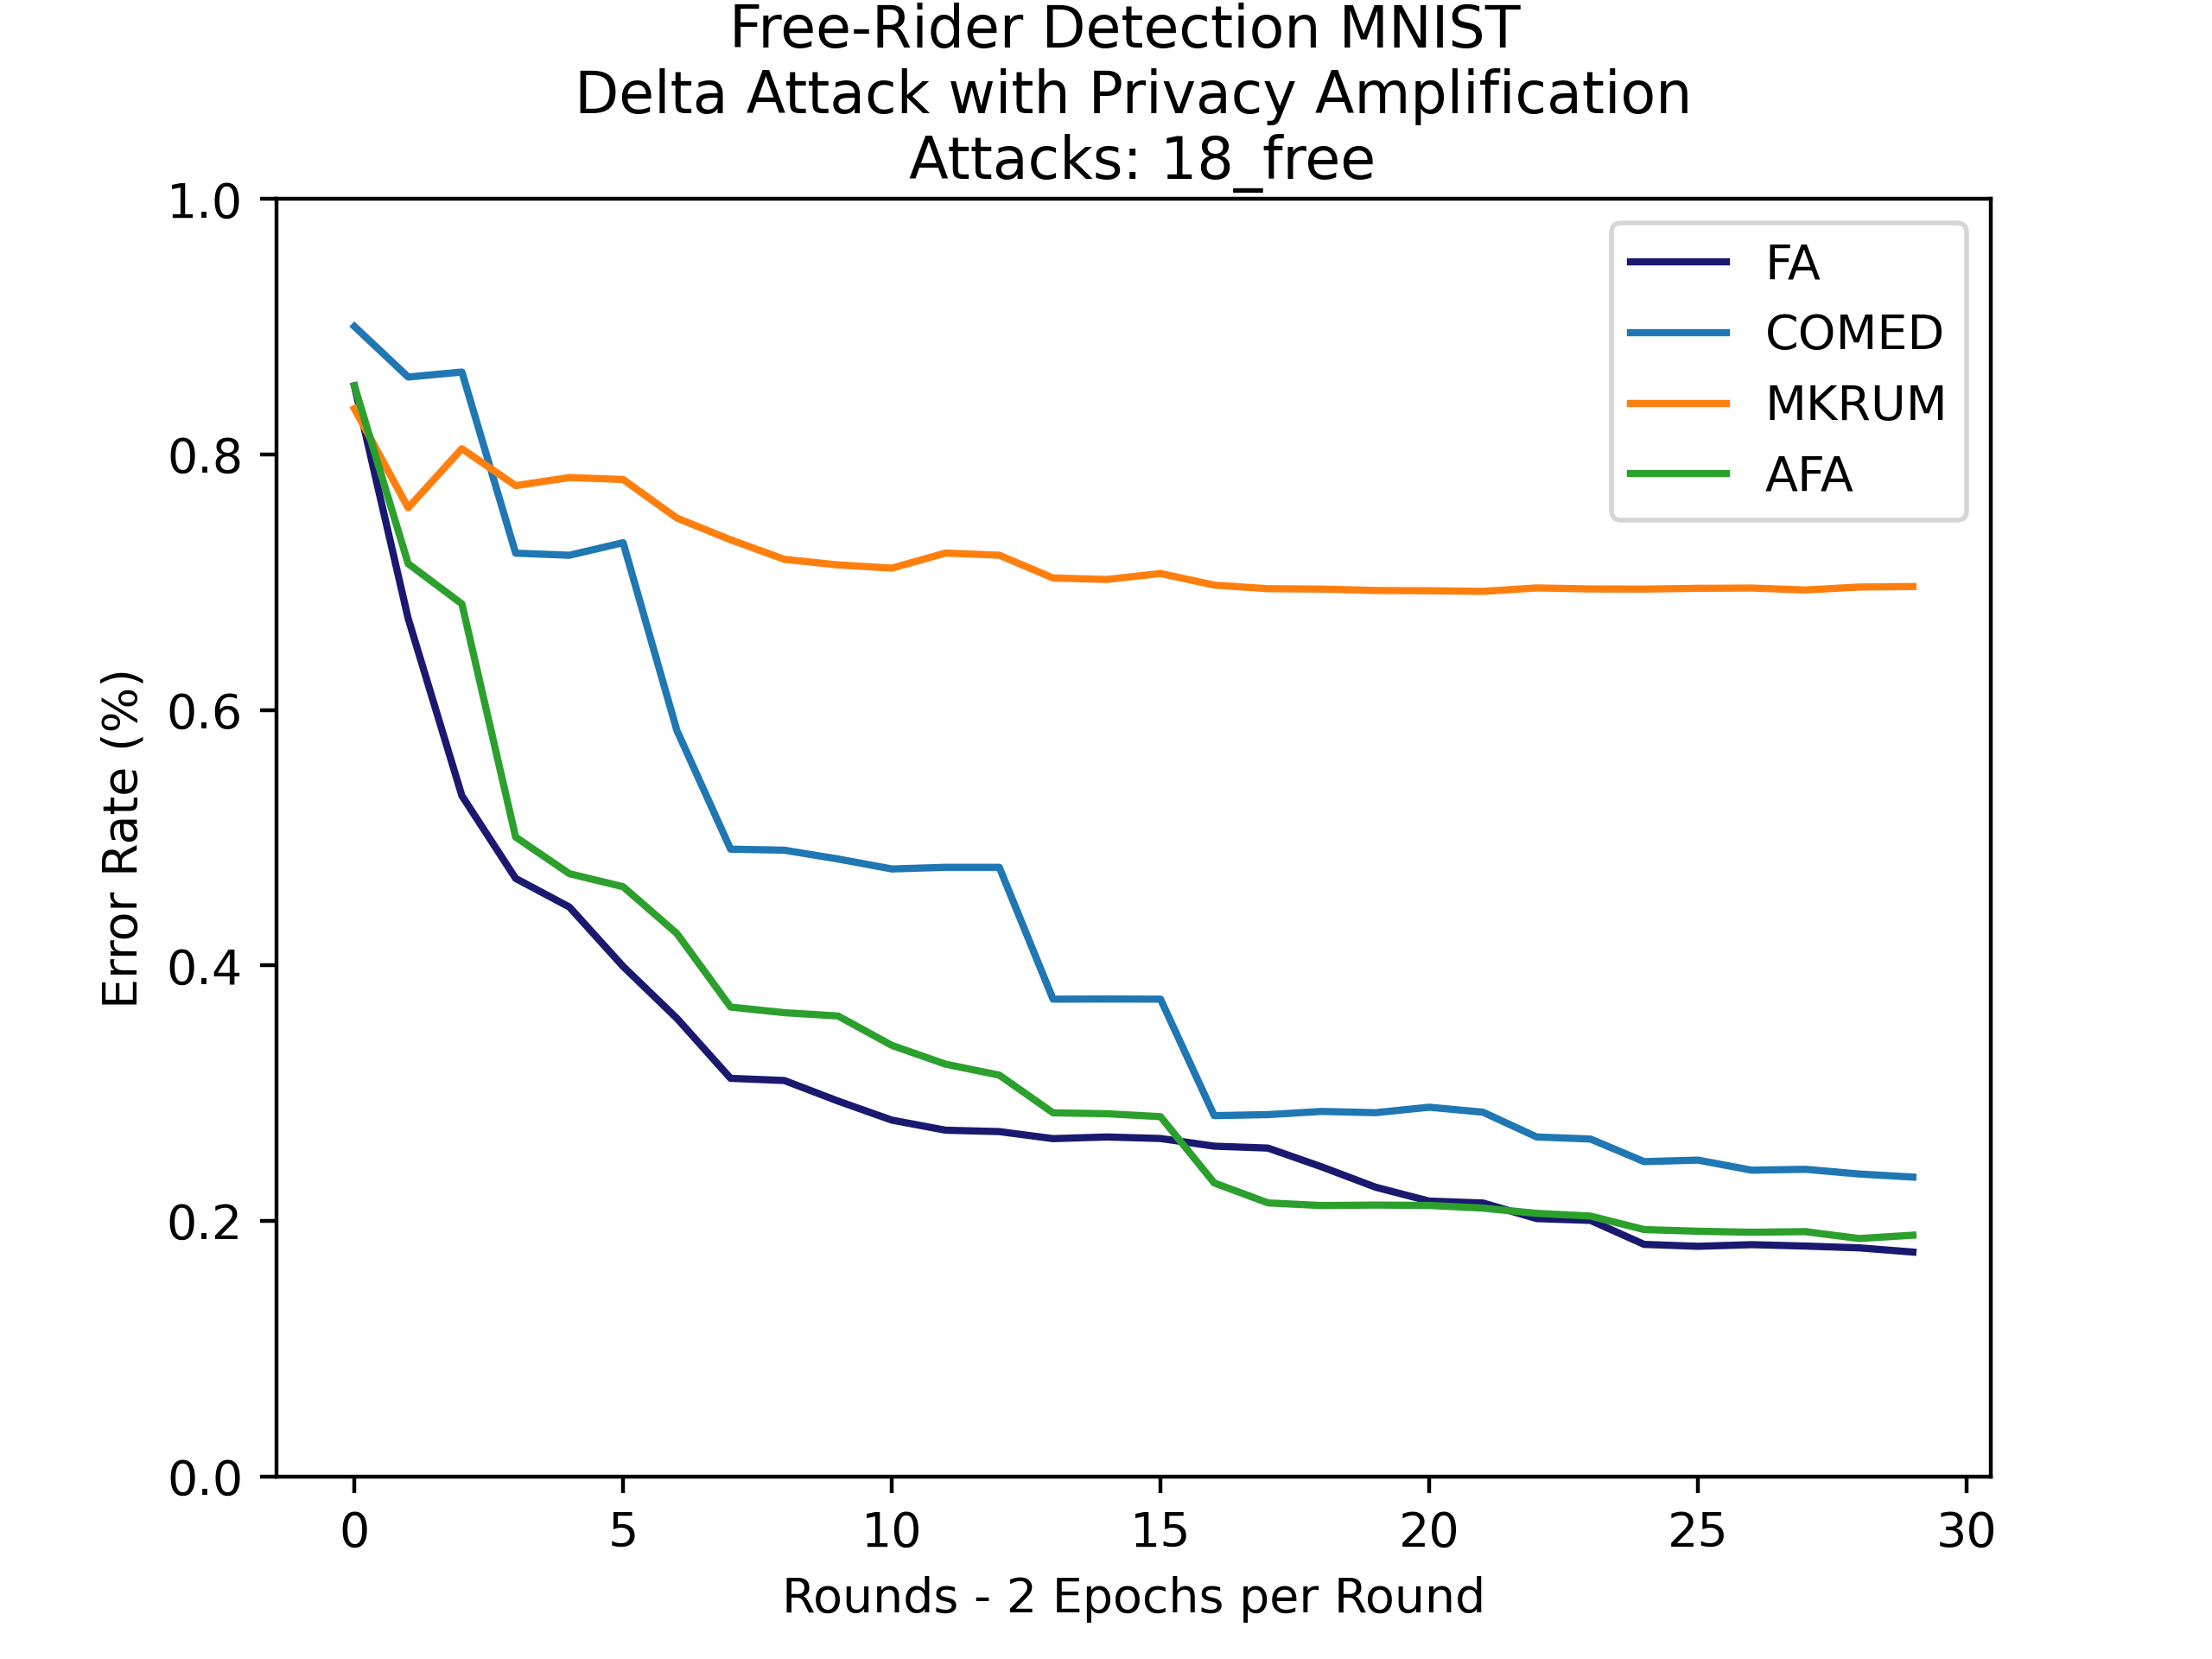 Free-Rider Detection MNIST
Delta Attack with Privacy Amplification
Attacks: 18_free
1.0
0.8
0.6
0.4
0.2
0.0
Error Rate (%)
FA
COMED
MKRUM
AFA
0 5 10 15 20 25 30
Rounds - 2 Epochs per Round